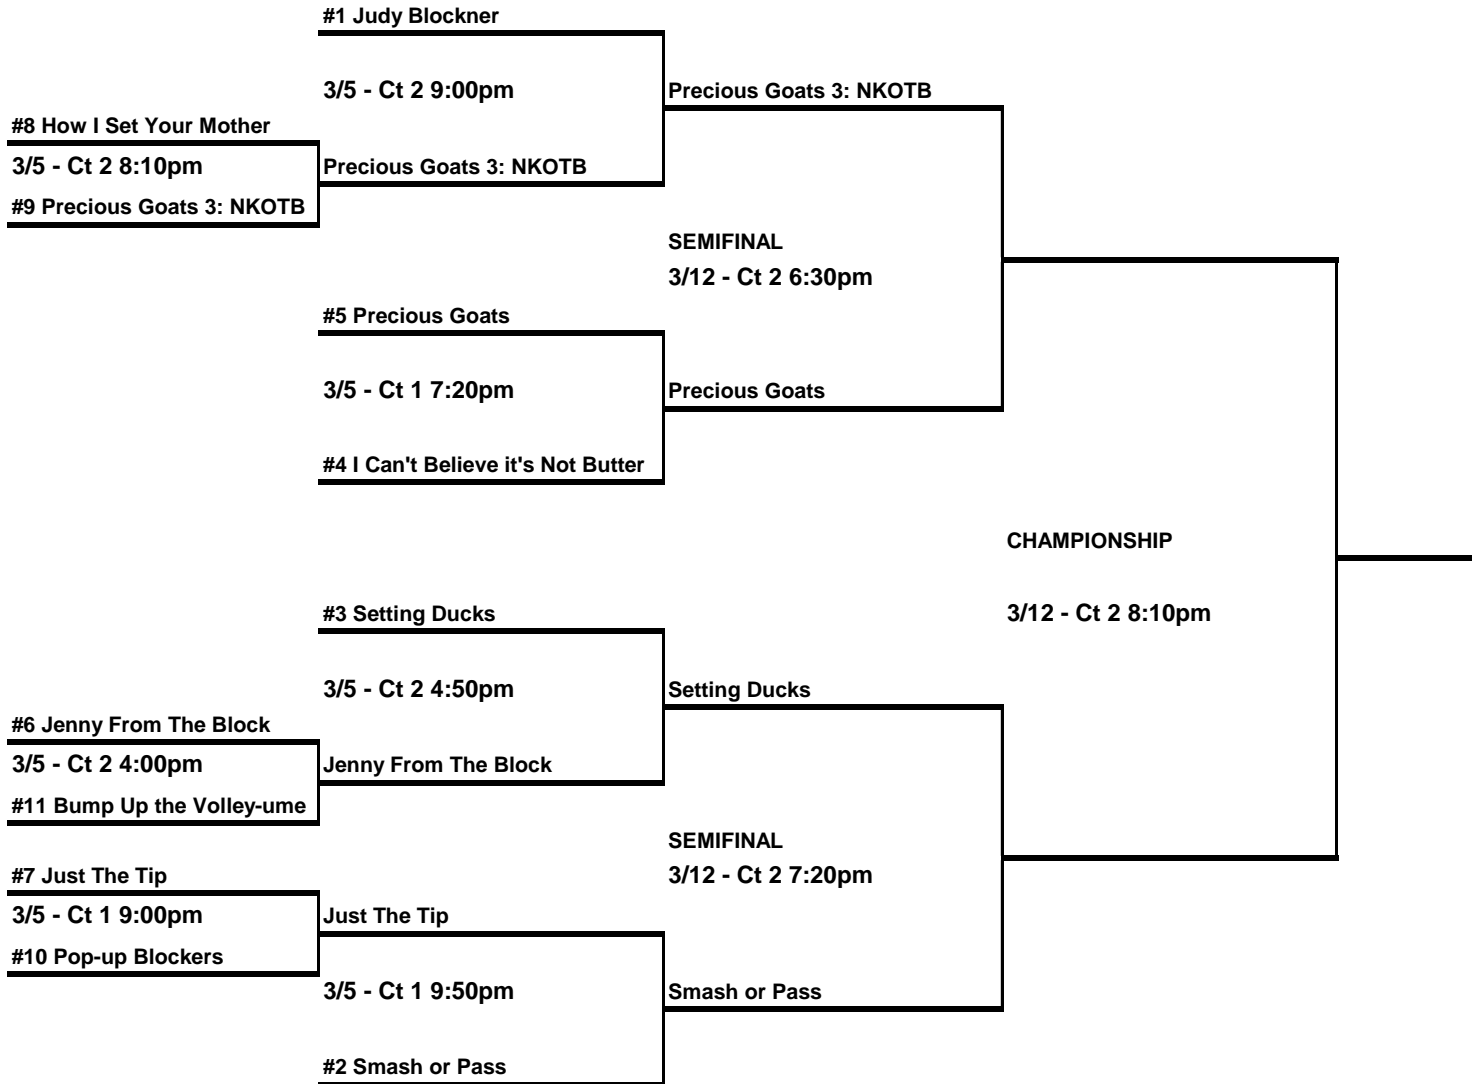 #1 Judy Blockner
3/5 - Ct 2 9:00pm
Precious Goats 3: NKOTB
#8 How I Set Your Mother
3/5 - Ct 2 8:10pm
Precious Goats 3: NKOTB
#9 Precious Goats 3: NKOTB
SEMIFINAL
3/12 - Ct 2 6:30pm
#5 Precious Goats
3/5 - Ct 1 7:20pm
Precious Goats
#4 I Can't Believe it's Not Butter
CHAMPIONSHIP
3/12 - Ct 2 8:10pm
#3 Setting Ducks
3/5 - Ct 2 4:50pm
Setting Ducks
#6 Jenny From The Block
3/5 - Ct 2 4:00pm
Jenny From The Block
#11 Bump Up the Volley-ume
SEMIFINAL
3/12 - Ct 2 7:20pm
#7 Just The Tip
3/5 - Ct 1 9:00pm
Just The Tip
#10 Pop-up Blockers
3/5 - Ct 1 9:50pm
Smash or Pass
#2 Smash or Pass